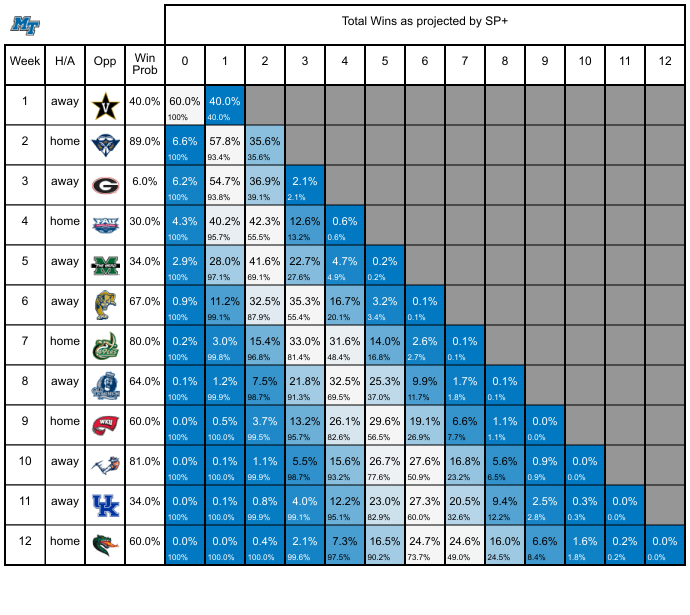 MT
Total Wins as projected by SP+
Week H/A Opp Win Prob 0 1 2 3 4 5 6 7 8 9 10 11 12
1 away V 40.0% 60.0% 40.0%
100% 40.0%
2 home 89.0% 6.6% 57.8% 35.6%
100% 93.4% 35.6%
3 away G 6.0% 6.2% 54.7% 36.9% 2.1%
100% 93.8% 39.1% 2.1%
4 home FAU 30.0% 4.3% 40.2% 42.3% 12.6% 0.6%
100% 95.7% 55.5% 13.2% 0.6%
5 away M 34.0% 2.9% 28.0% 41.6% 22.7% 4.7% 0.2%
100% 97.1% 69.1% 27.6% 4.9% 0.2%
6 away 67.0% 0.9% 11.2% 32.5% 35.3% 16.7% 3.2% 0.1%
100% 99.1% 87.9% 55.4% 20.1% 3.4% 0.1%
7 home 80.0% 0.2% 3.0% 15.4% 33.0% 31.6% 14.0% 2.6% 0.1%
100% 99.8% 96.8% 81.4% 48.4% 16.8% 2.7% 0.1%
8 away 64.0% 0.1% 1.2% 7.5% 21.8% 32.5% 25.3% 9.9% 1.7% 0.1%
100% 99.9% 98.7% 91.3% 69.5% 37.0% 11.7% 1.8% 0.1%
9 home WKU 60.0% 0.0% 0.5% 3.7% 13.2% 26.1% 29.6% 19.1% 6.6% 1.1% 0.0%
100% 100.0% 99.5% 95.7% 82.6% 56.5% 26.9% 7.7% 1.1% 0.0%
10 away 81.0% 0.0% 0.1% 1.1% 5.5% 15.6% 26.7% 27.6% 16.8% 5.6% 0.9% 0.0%
100% 100.0% 99.9% 98.7% 93.2% 77.6% 50.9% 23.2% 6.5% 0.9% 0.0%
11 away UK 34.0% 0.0% 0.1% 0.8% 4.0% 12.2% 23.0% 27.3% 20.5% 9.4% 2.5% 0.3% 0.0%
100% 100.0% 99.9% 99.1% 95.1% 82.9% 60.0% 32.6% 12.2% 2.8% 0.3% 0.0%
12 home 60.0% 0.0% 0.0% 0.4% 2.1% 7.3% 16.5% 24.7% 24.6% 16.0% 6.6% 1.6% 0.2% 0.0%
100% 100.0% 100.0% 99.6% 97.5% 90.2% 73.7% 49.0% 24.5% 8.4% 1.8% 0.2% 0.0%